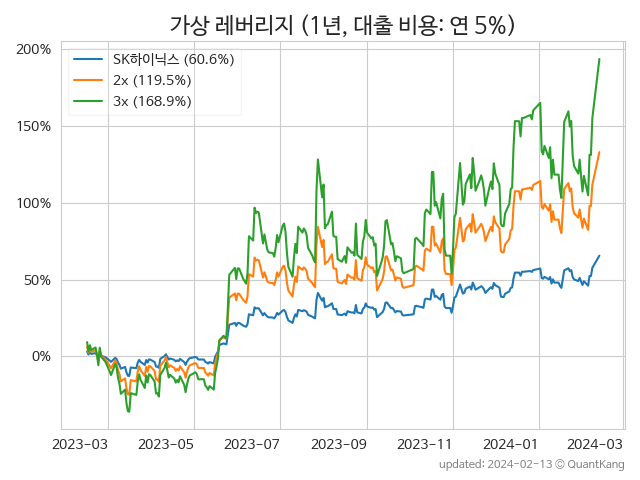 가상 레버리지 (1년, 대출 비용: 연 5%)
200%
SK하이닉스 (60.6%)
2x (119.5%)
3x (168.9%)
150%
100%
50%
0%
2023-03 2023-05 2023-07 2023-09 2023-11 2024-01 2024-03
updated: 2024-02-13 © QuantKang